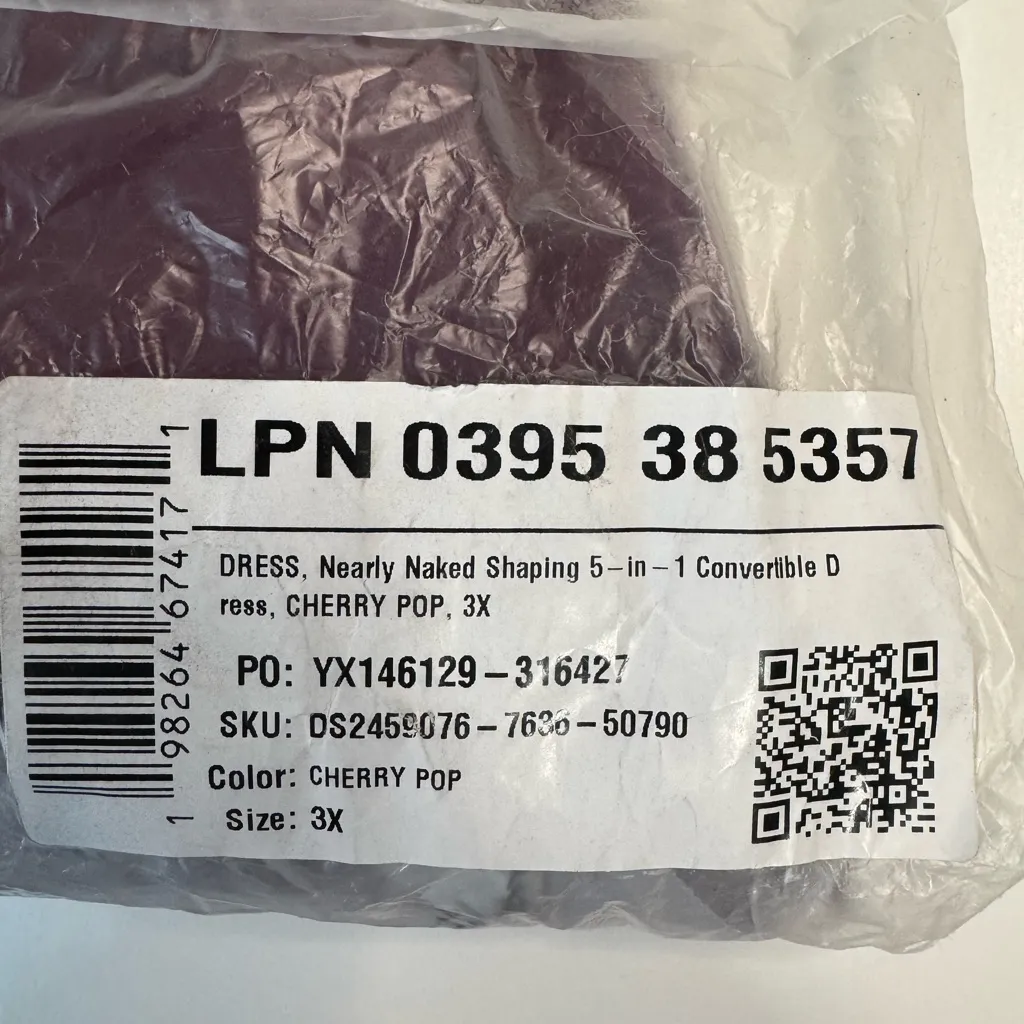 LPN 0395 38 5357
DRESS, Nearly Naked Shaping 5-in-1 Convertible D
ress, CHERRY POP, 3X
PO: YX146129-316427
SKU: DS2459076-7636-50790
Color: CHERRY POP
Size: 3X
1 98264 67417 1